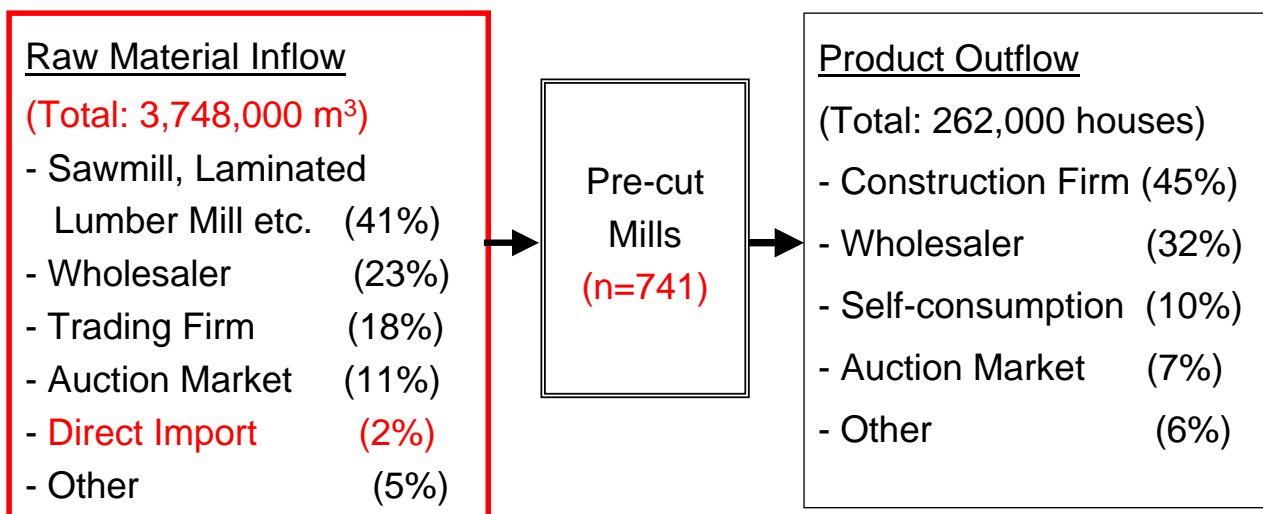 Raw Material Inflow
(Total: 3,748,000 m³)
- Sawmill, Laminated
Lumber Mill etc. (41%)
- Wholesaler (23%)
- Trading Firm (18%)
- Auction Market (11%)
- Direct Import (2%)
- Other (5%)
Pre-cut
Mills
(n=741)
Product Outflow
(Total: 262,000 houses)
- Construction Firm (45%)
- Wholesaler (32%)
- Self-consumption (10%)
- Auction Market (7%)
- Other (6%)